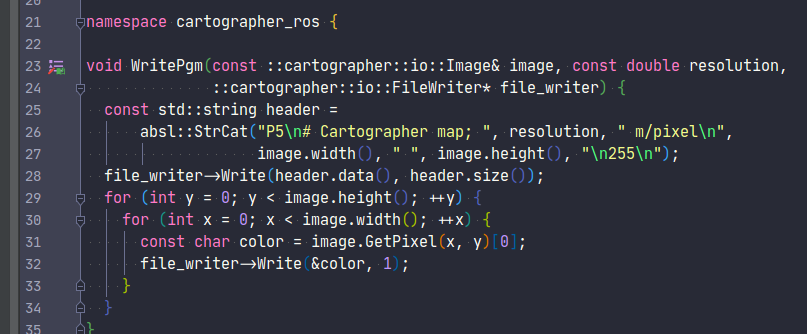 20
21 namespace cartographer_ros {
22
23 void WritePgm(const ::cartographer::io::Image& image, const double resolution,
24               ::cartographer::io::FileWriter* file_writer) {
25   const std::string header =
26       absl::StrCat("P5\n# Cartographer map; ", resolution, " m/pixel\n",
27                    image.width(), " ", image.height(), "\n255\n");
28   file_writer->Write(header.data(), header.size());
29   for (int y = 0; y < image.height(); ++y) {
30     for (int x = 0; x < image.width(); ++x) {
31       const char color = image.GetPixel(x, y)[0];
32       file_writer->Write(&color, 1);
33     }
34   }
35 }